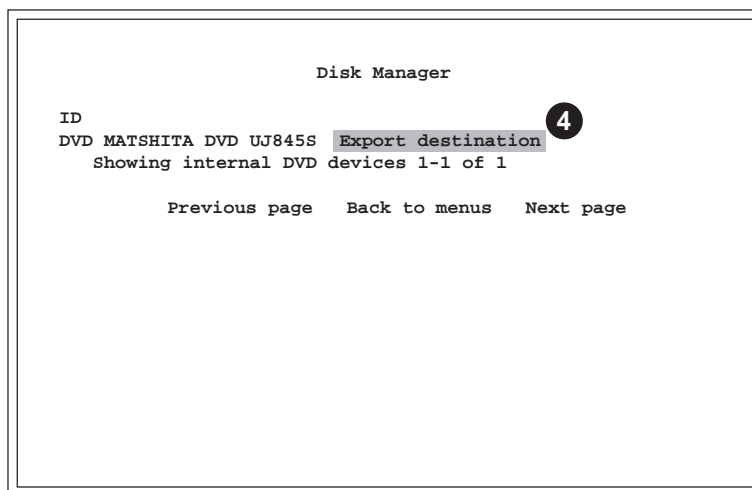 Disk Manager
ID
4
DVD MATSHITA DVD UJ845S Export destination
Showing internal DVD devices 1-1 of 1
Previous page Back to menus Next page